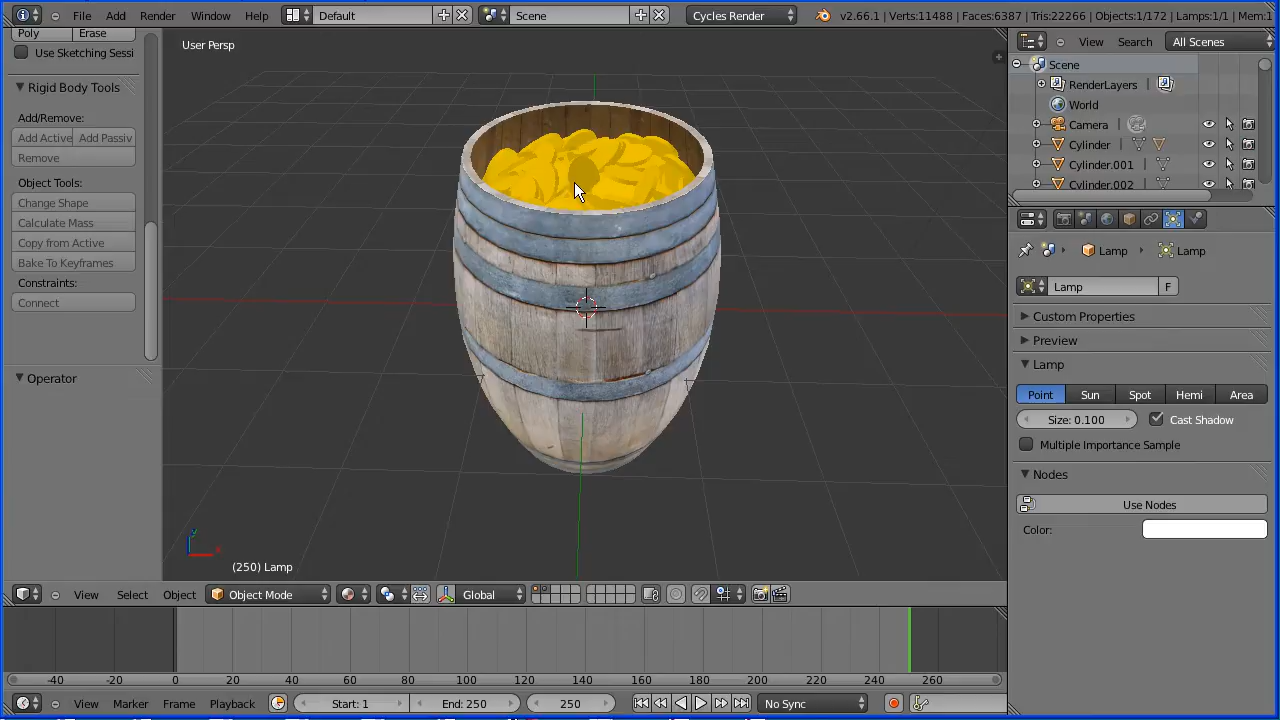 File Add Render Window Help Default Scene Cycles Render v2.66.1 | Verts:11488 | Faces:6387 | Tris:22266 | Objects:1/172 | Lamps:1/1 | Mem:1
Poly Erase
Use Sketching Sessi
Rigid Body Tools
Add/Remove:
Add Active Add Passiv
Remove
Object Tools:
Change Shape
Calculate Mass
Copy from Active
Bake To Keyframes
Constraints:
Connect
Operator
User Persp
(250) Lamp
View Select Object Object Mode Global
-40 -20 0 20 40 60 80 100 120 140 160 180 200 220 240 260
View Marker Frame Playback Start: 1 End: 250 250 No Sync
View Search All Scenes
Scene
RenderLayers
World
Camera
Cylinder
Cylinder.001
Cylinder.002
Lamp Lamp
Lamp F
Custom Properties
Preview
Lamp
Point Sun Spot Hemi Area
Size: 0.100 Cast Shadow
Multiple Importance Sample
Nodes
Use Nodes
Color: